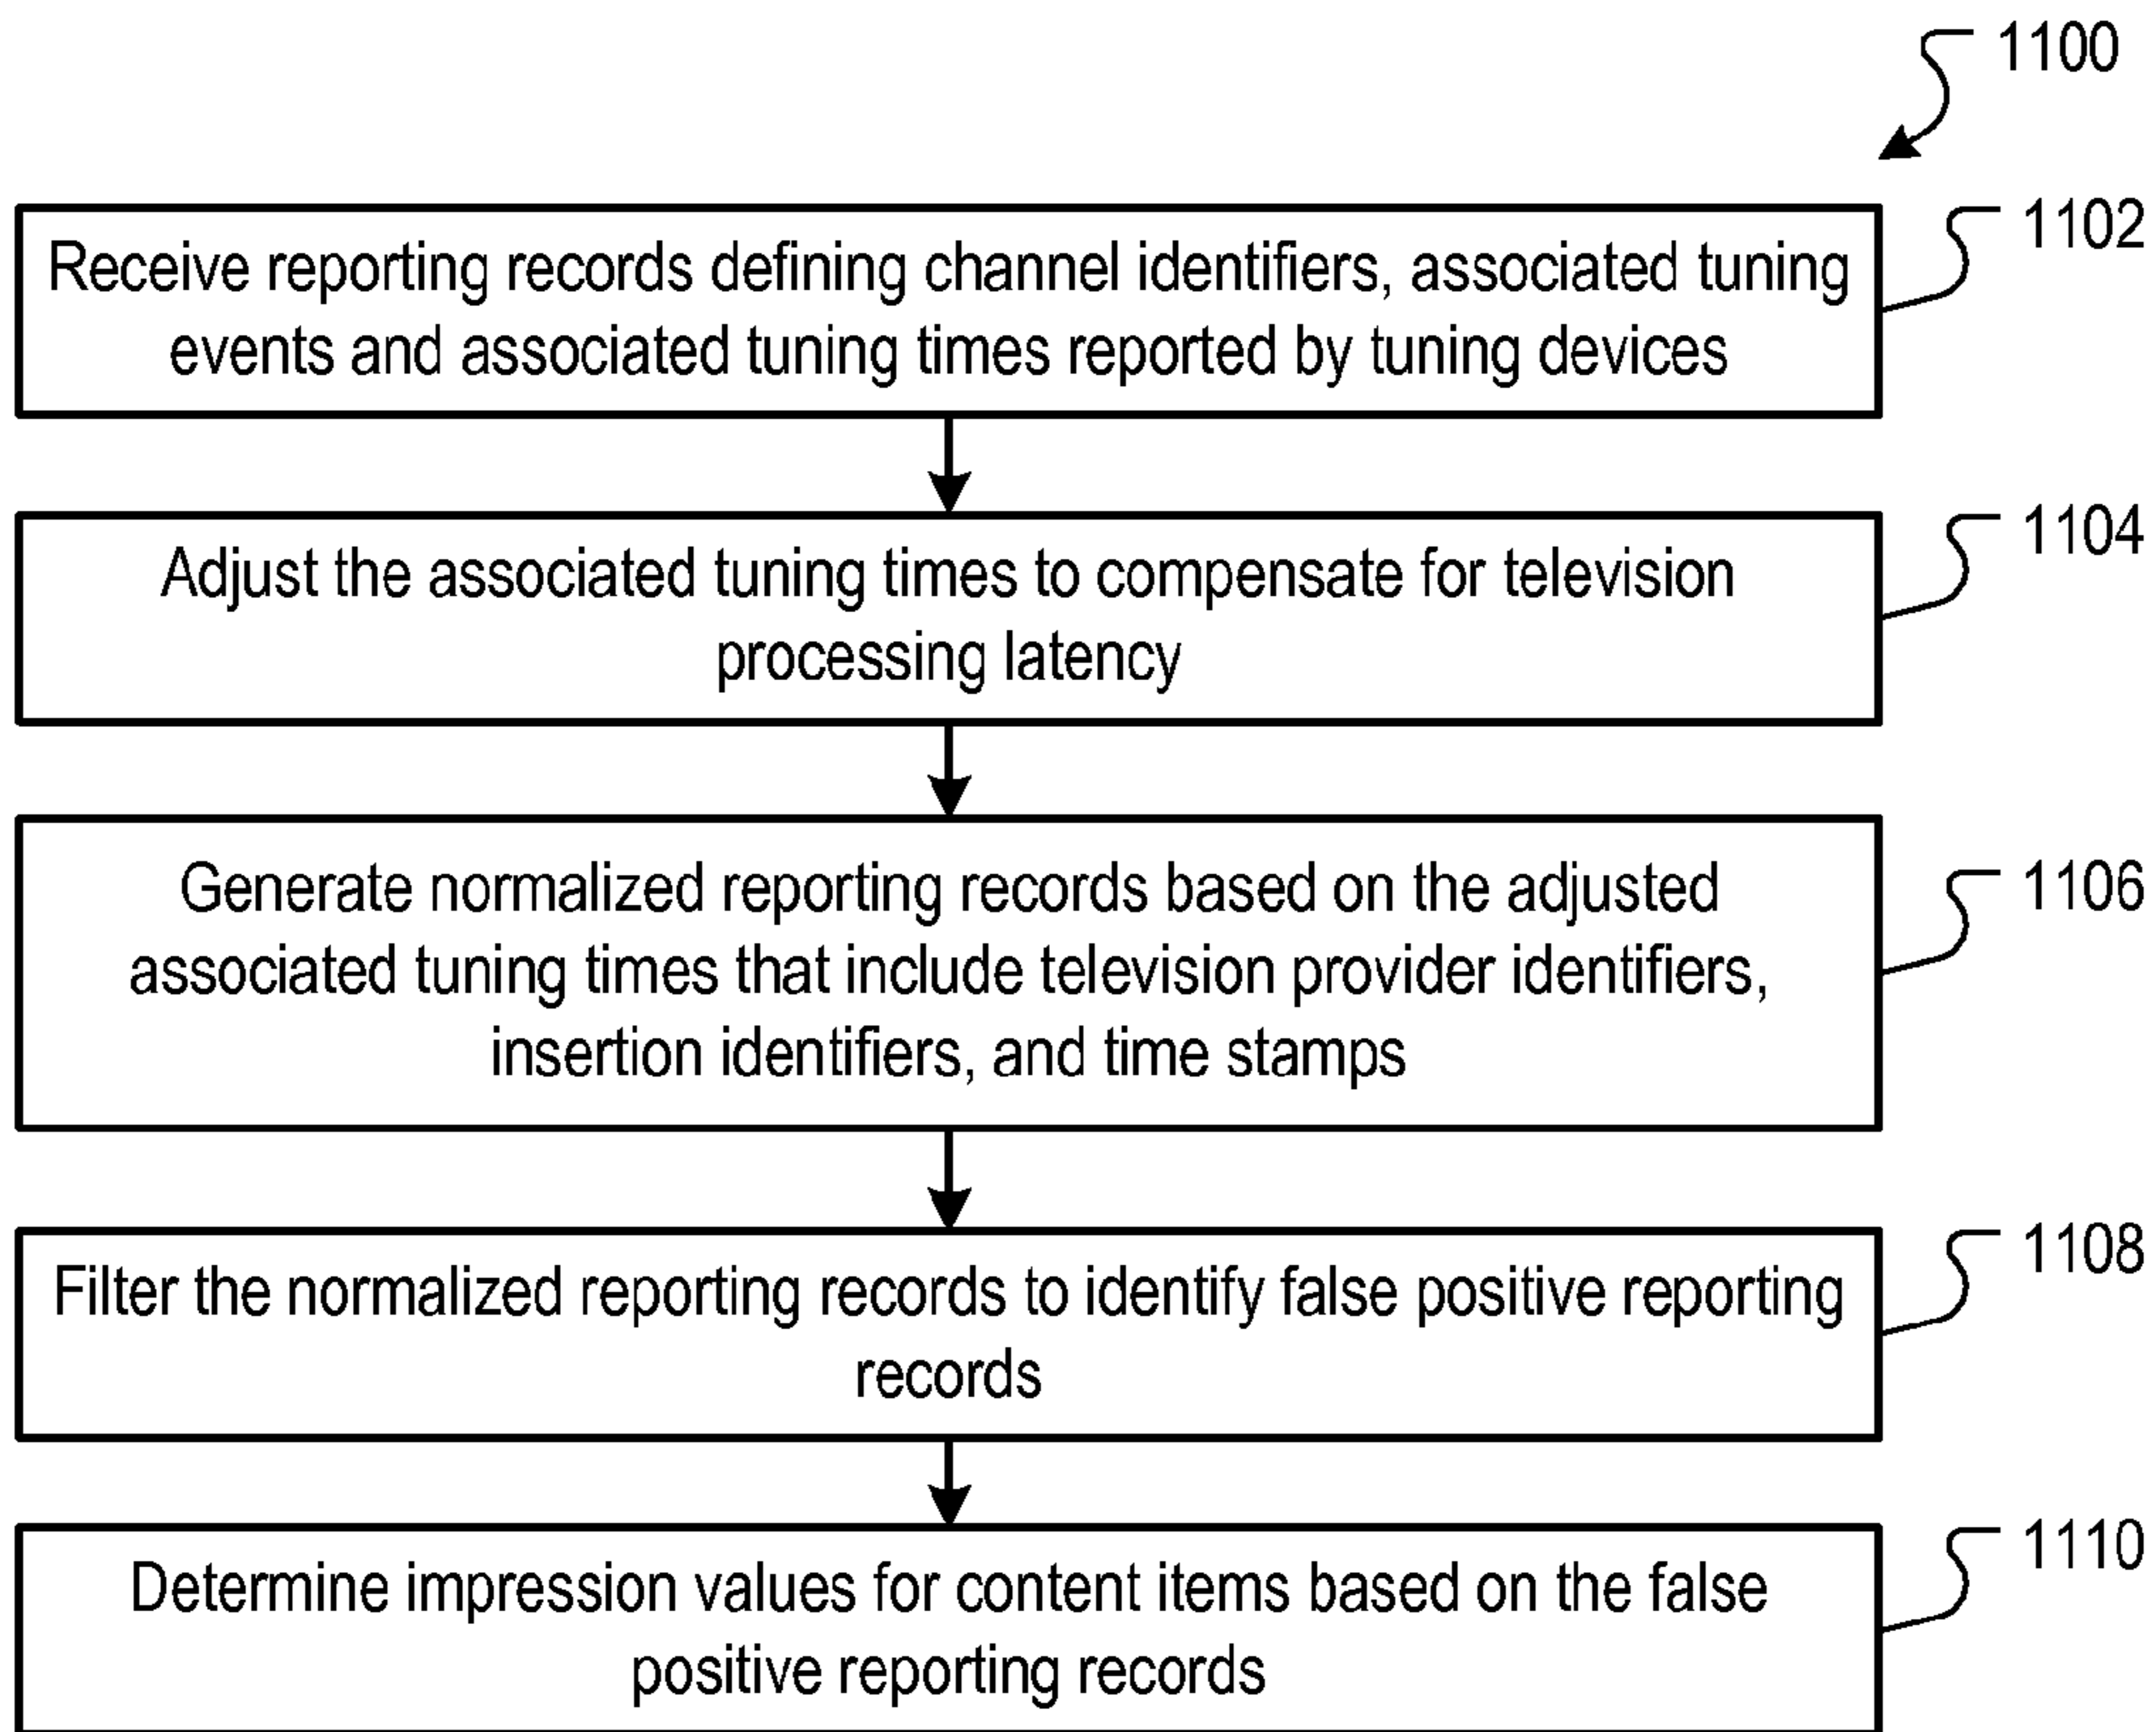 1100
Receive reporting records defining channel identifiers, associated tuning
events and associated tuning times reported by tuning devices
1102
Adjust the associated tuning times to compensate for television
processing latency
1104
Generate normalized reporting records based on the adjusted
associated tuning times that include television provider identifiers,
insertion identifiers, and time stamps
1106
Filter the normalized reporting records to identify false positive reporting
records
1108
Determine impression values for content items based on the false
positive reporting records
1110